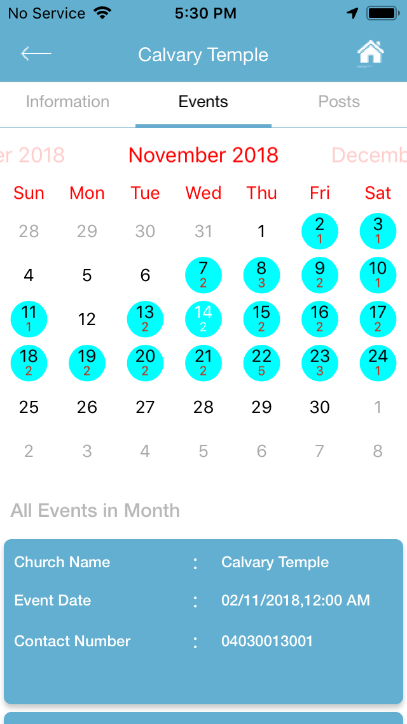 No Service 5:30 PM
Calvary Temple
Information Events Posts
er 2018 November 2018 Decemb
Sun Mon Tue Wed Thu Fri Sat
28 29 30 31 1 2 3
1 1
4 5 6 7 8 9 10
2 3 2 1
11 12 13 14 15 16 17
1 2 2 2 2 2
18 19 20 21 22 23 24
2 2 2 2 5 3 1
25 26 27 28 29 30 1
2 3 4 5 6 7 8
All Events in Month
Church Name : Calvary Temple
Event Date : 02/11/2018,12:00 AM
Contact Number : 04030013001